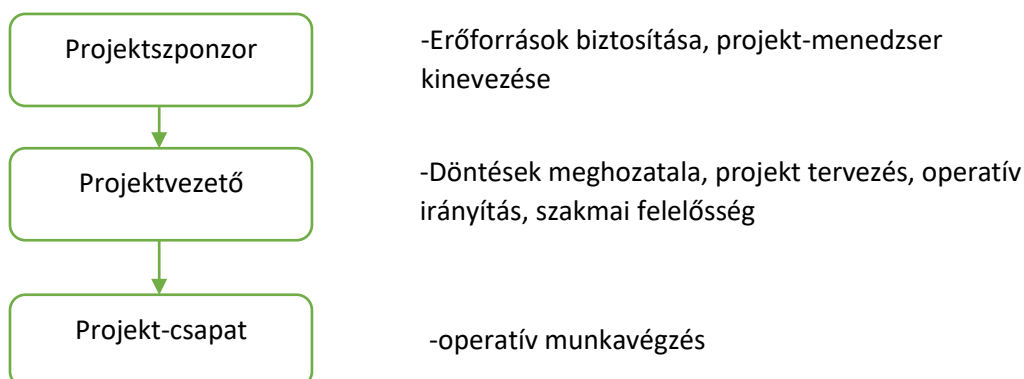 Projektszponzor
-Erőforrások biztosítása, projekt-menedzser
kinevezése
Projektvezető
-Döntések meghozatala, projekt tervezés, operatív
irányítás, szakmai felelősség
Projekt-csapat
-operatív munkavégzés